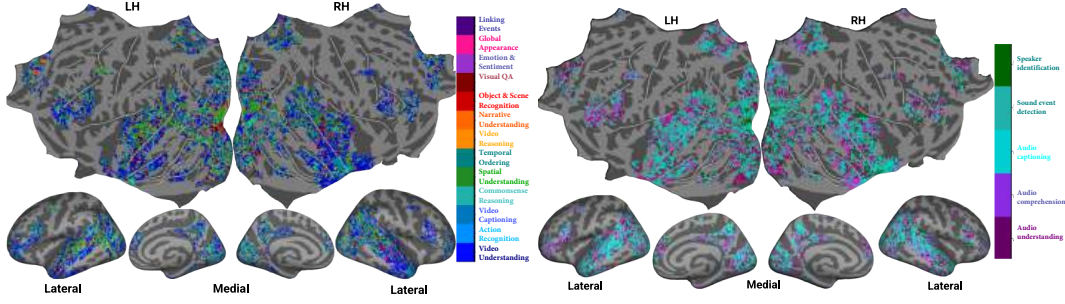 LH
RH
Linking
Events
Global
Appearance
Emotion &
Sentiment
Visual QA
Object & Scene
Recognition
Narrative
Understanding
Video
Reasoning
Temporal
Ordering
Spatial
Understanding
Commonsense
Reasoning
Video
Captioning
Action
Recognition
Video
Understanding
Lateral
Medial
Lateral
LH
RH
Speaker
identification
Sound event
detection
Audio
captioning
Audio
comprehension
Audio
understanding
Lateral
Medial
Lateral